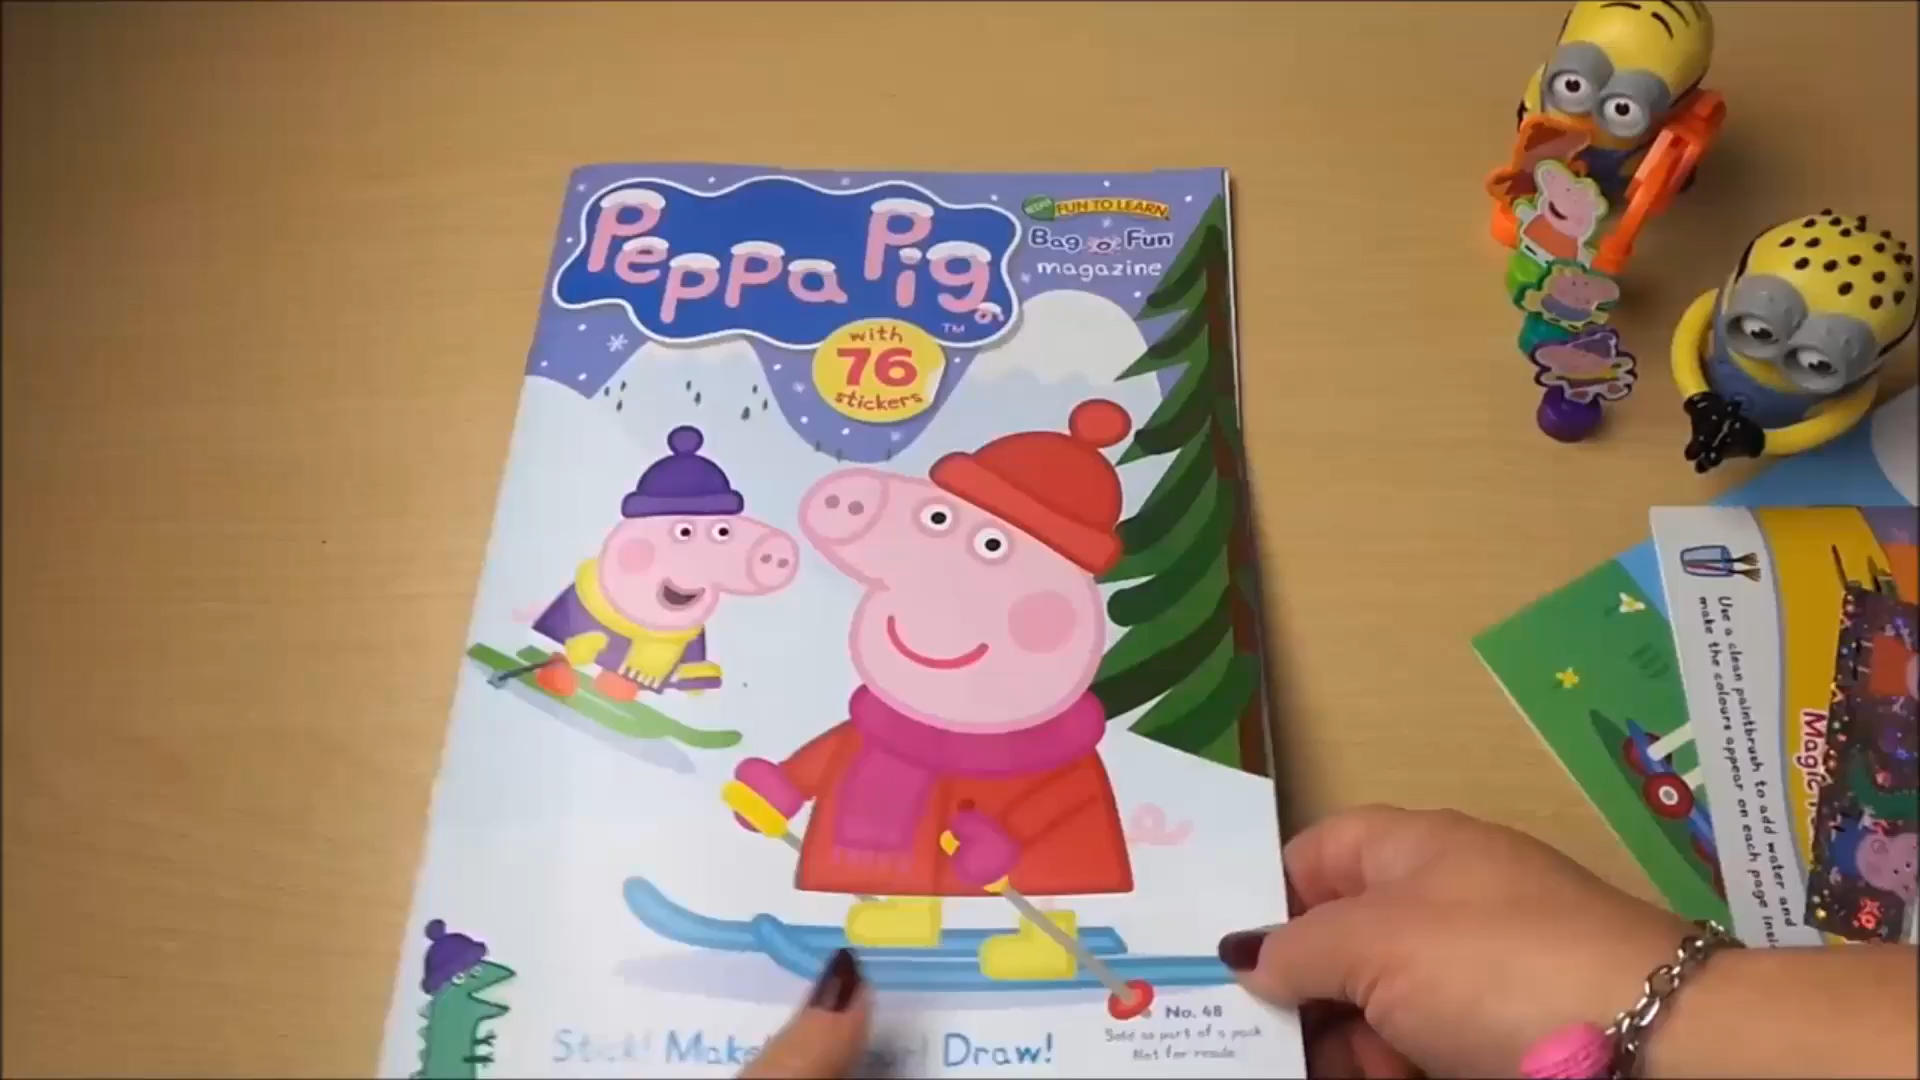 Peppa Pig
TM
with
76
stickers
FUN TO LEARN
Bag o Fun
magazine
Stick! Make! Draw!
No. 48
Sold as part of a pack
Not for resale
Use a clean paintbrush to add water and
make the colours appear on each page
Magic